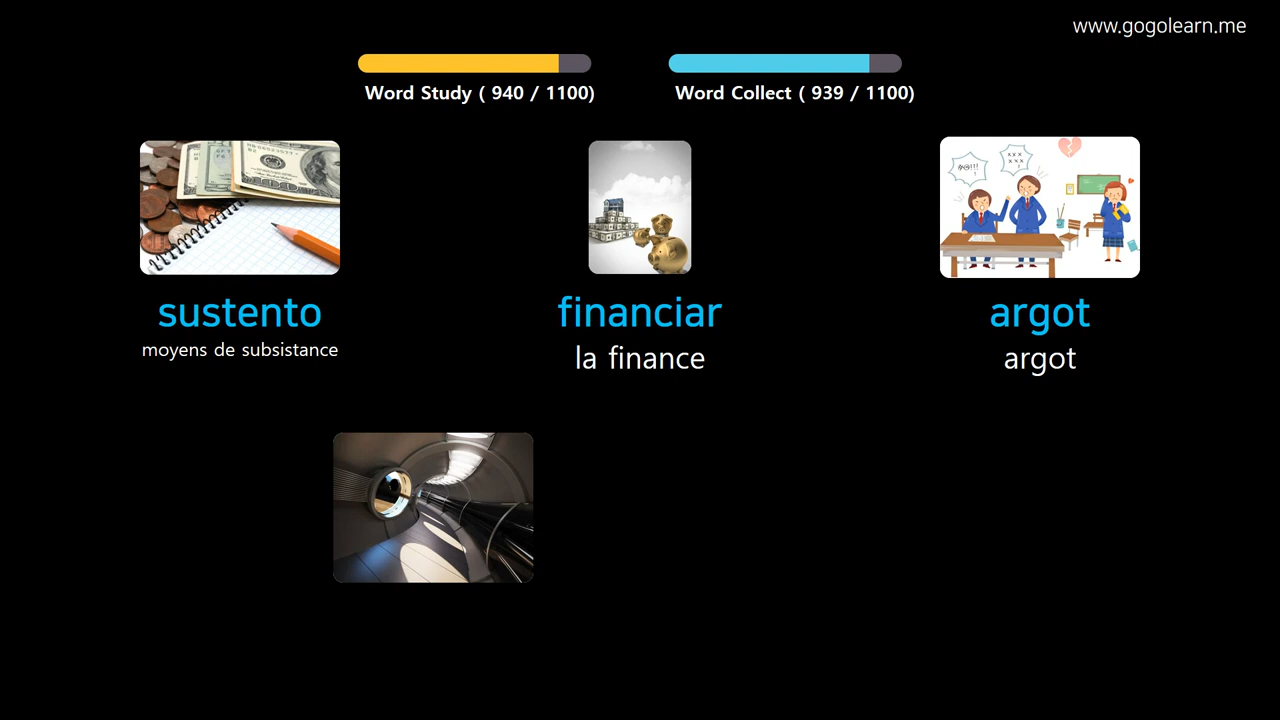 www.gogolearn.me
Word Study ( 940 / 1100)
Word Collect ( 939 / 1100)
sustento
moyens de subsistance
financiar
la finance
argot
argot